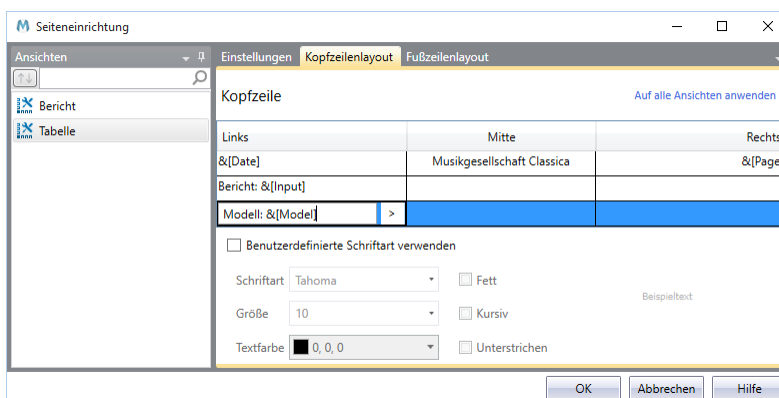 Seiteneinrichtung
Ansichten
Einstellungen Kopfzeilenlayout Fußzeilenlayout
Bericht
Tabelle
Kopfzeile
Auf alle Ansichten anwenden
Links Mitte Rechts
&[Date] Musikgesellschaft Classica &[Page
Bericht: &[Input]
Modell: &[Model] >
Benutzerdefinierte Schriftart verwenden
Schriftart Tahoma Fett
Beispieltext
Größe 10 Kursiv
Textfarbe 0, 0, 0 Unterstrichen
OK Abbrechen Hilfe